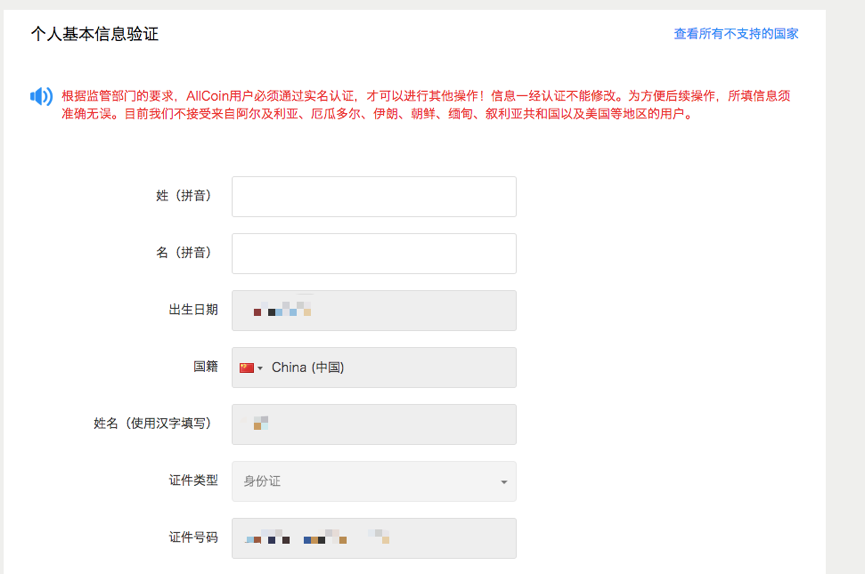 个人基本信息验证
查看所有不支持的国家
根据监管部门的要求，AllCoin用户必须通过实名认证，才可以进行其他操作！信息一经认证不能修改。为方便后续操作，所填信息须
准确无误。目前我们不接受来自阿尔及利亚、厄瓜多尔、伊朗、朝鲜、缅甸、叙利亚共和国以及美国等地区的用户。
姓（拼音）
名（拼音）
出生日期
国籍
China (中国)
姓名（使用汉字填写）
证件类型
身份证
证件号码